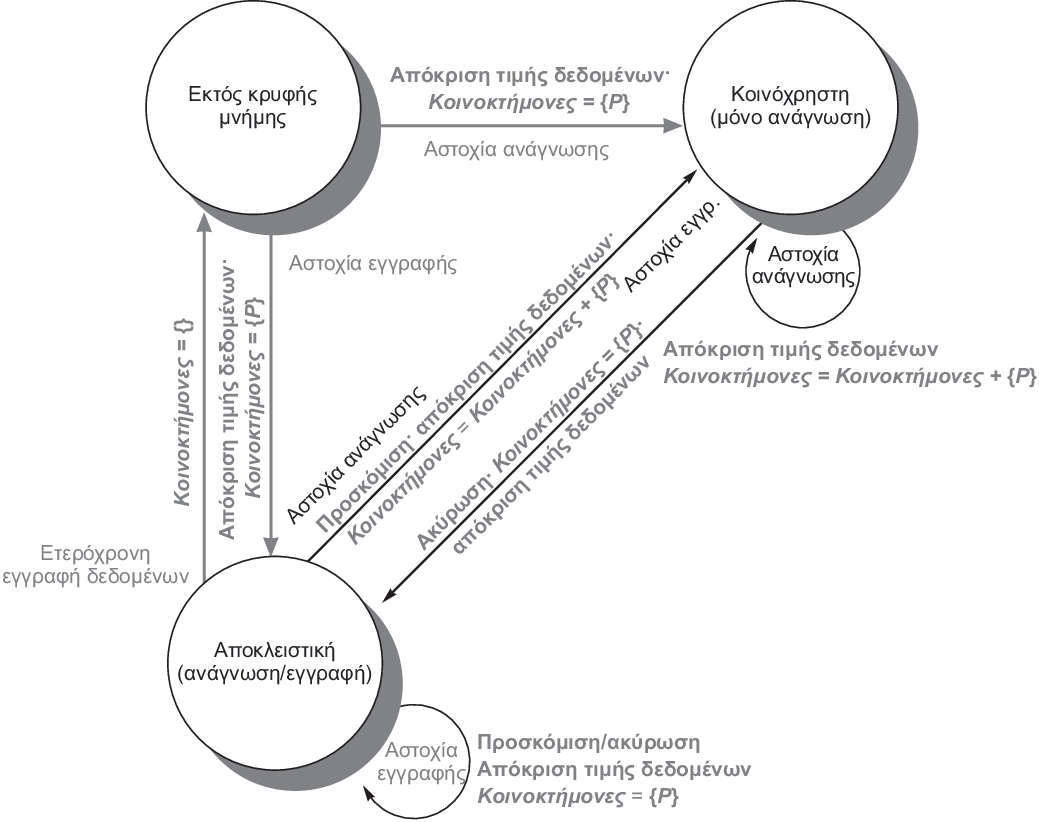 Εκτός κρυφής
μνήμης
Απόκριση τιμής δεδομένων·
Κοινοκτήμονες = {P}
Αστοχία ανάγνωσης
Κοινόχρηστη
(μόνο ανάγνωση)
Αστοχία εγγραφής
Αστοχία εγγρ.
Αστοχία
ανάγνωσης
Απόκριση τιμής δεδομένων
Κοινοκτήμονες = Κοινοκτήμονες + {P}
Κοινοκτήμονες = {}
Απόκριση τιμής δεδομένων·
Κοινοκτήμονες = {P}
Αστοχία ανάγνωσης
Προσκόμιση· απόκριση τιμής δεδομένων·
Κοινοκτήμονες = Κοινοκτήμονες + {P}
Ακύρωση· Κοινοκτήμονες = {P}·
απόκριση τιμής δεδομένων
Ετερόχρονη
εγγραφή δεδομένων
Αποκλειστική
(ανάγνωση/εγγραφή)
Αστοχία
εγγραφής
Προσκόμιση/ακύρωση
Απόκριση τιμής δεδομένων
Κοινοκτήμονες = {P}